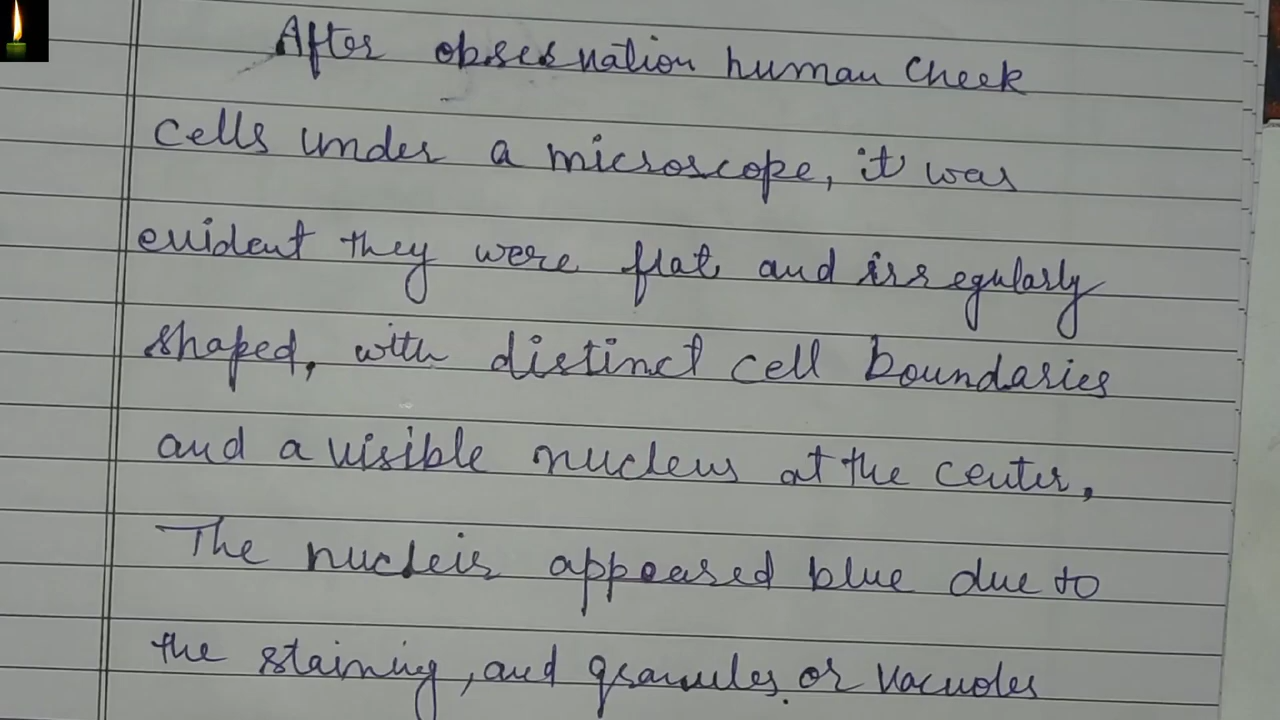 After observation human cheek
cells under a microscope, it was
evident they were flat and irregularly
shaped, with distinct cell boundaries
and a visible nucleus at the center,
The nucleis appeared blue due to
the staining, and granules or vacuoles